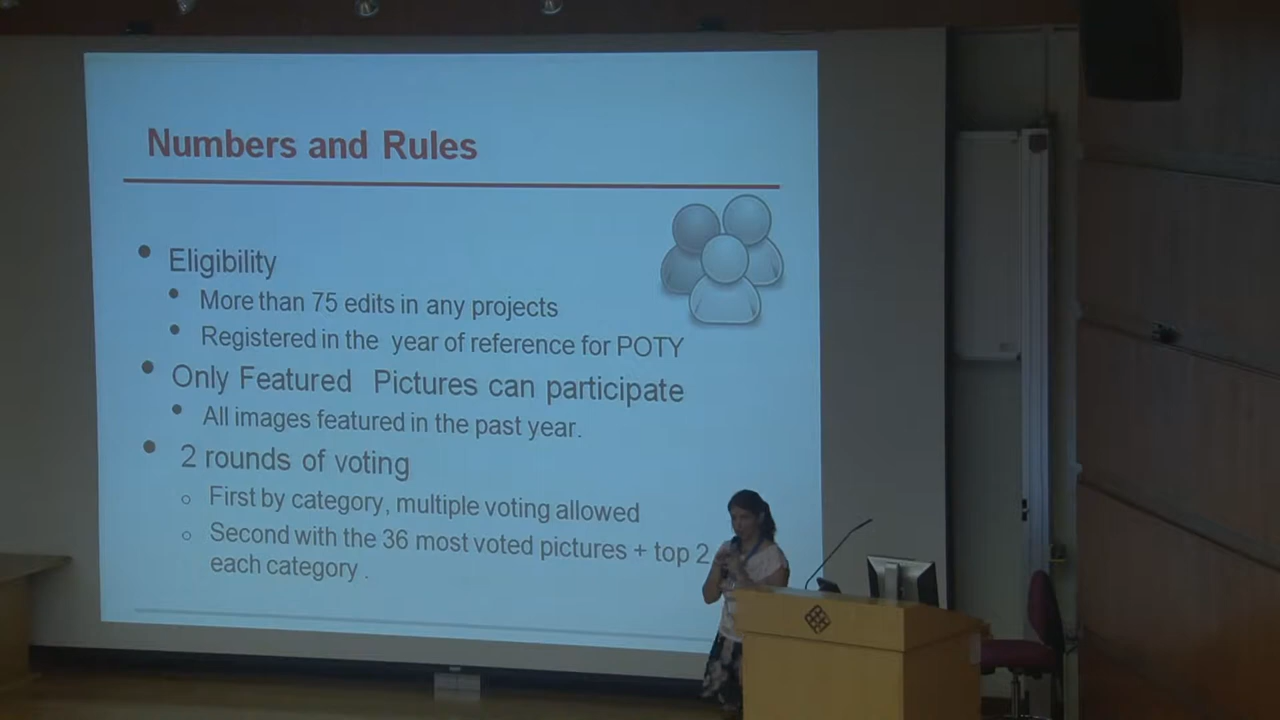 Numbers and Rules
Eligibility
More than 75 edits in any projects
Registered in the year of reference for POTY
Only Featured Pictures can participate
All images featured in the past year.
2 rounds of voting
First by category, multiple voting allowed
Second with the 36 most voted pictures + top 2
each category .